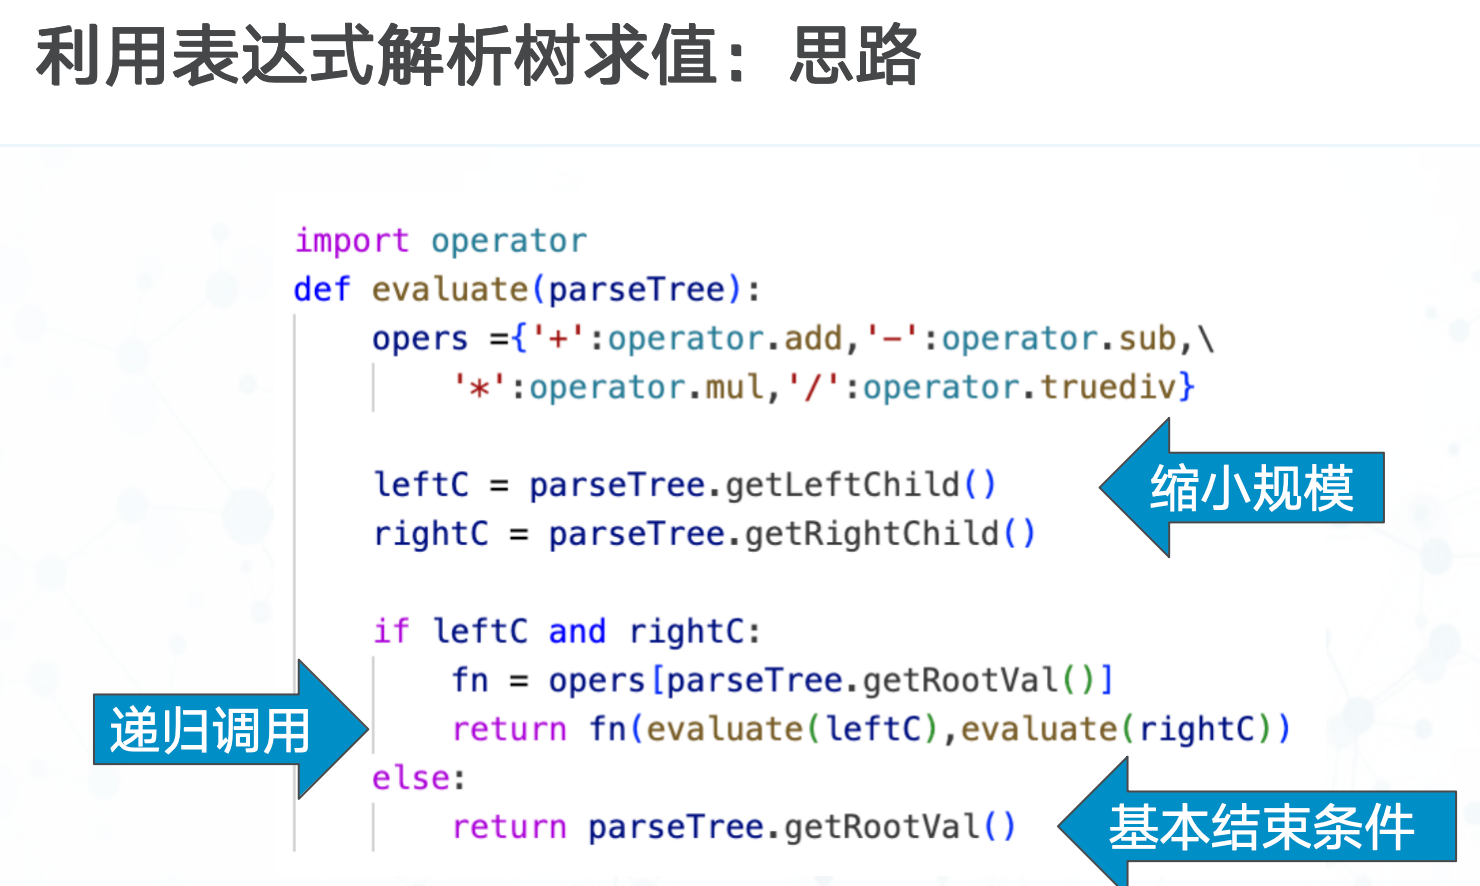 利用表达式解析树求值：思路
import operator
def evaluate(parseTree):
    opers ={'+':operator.add,'-':operator.sub,\
        '*':operator.mul,'/':operator.truediv}
    leftC = parseTree.getLeftChild()
缩小规模
    rightC = parseTree.getRightChild()
    if leftC and rightC:
        fn = opers[parseTree.getRootVal()]
        return fn(evaluate(leftC),evaluate(rightC))
递归调用
    else:
        return parseTree.getRootVal()
基本结束条件